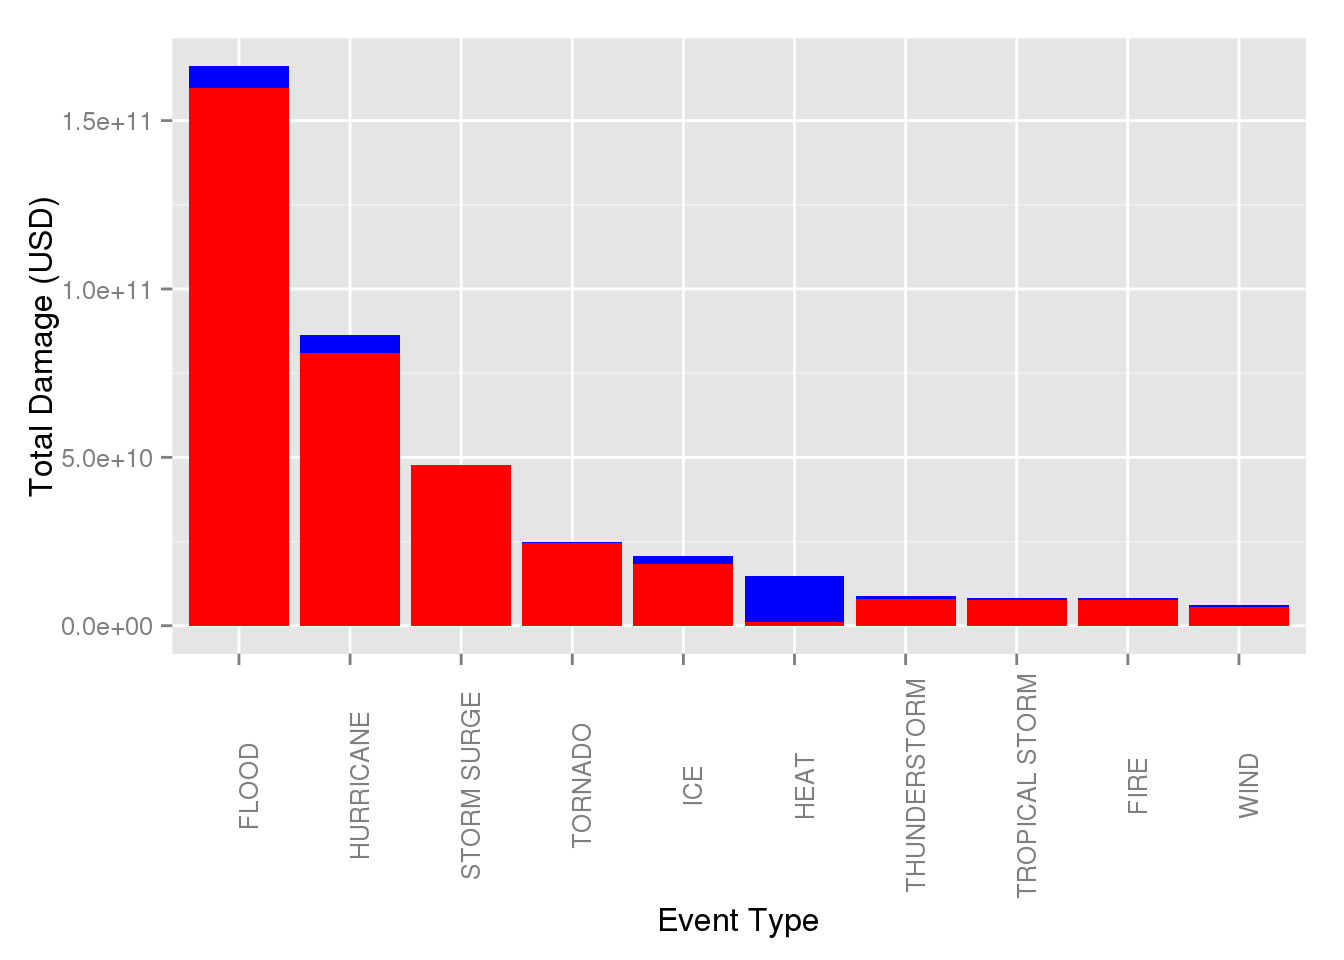 Total Damage (USD)
1.5e+11
1.0e+11
5.0e+10
0.0e+00
FLOOD
HURRICANE
STORM SURGE
TORNADO
ICE
HEAT
THUNDERSTORM
TROPICAL STORM
FIRE
WIND
Event Type